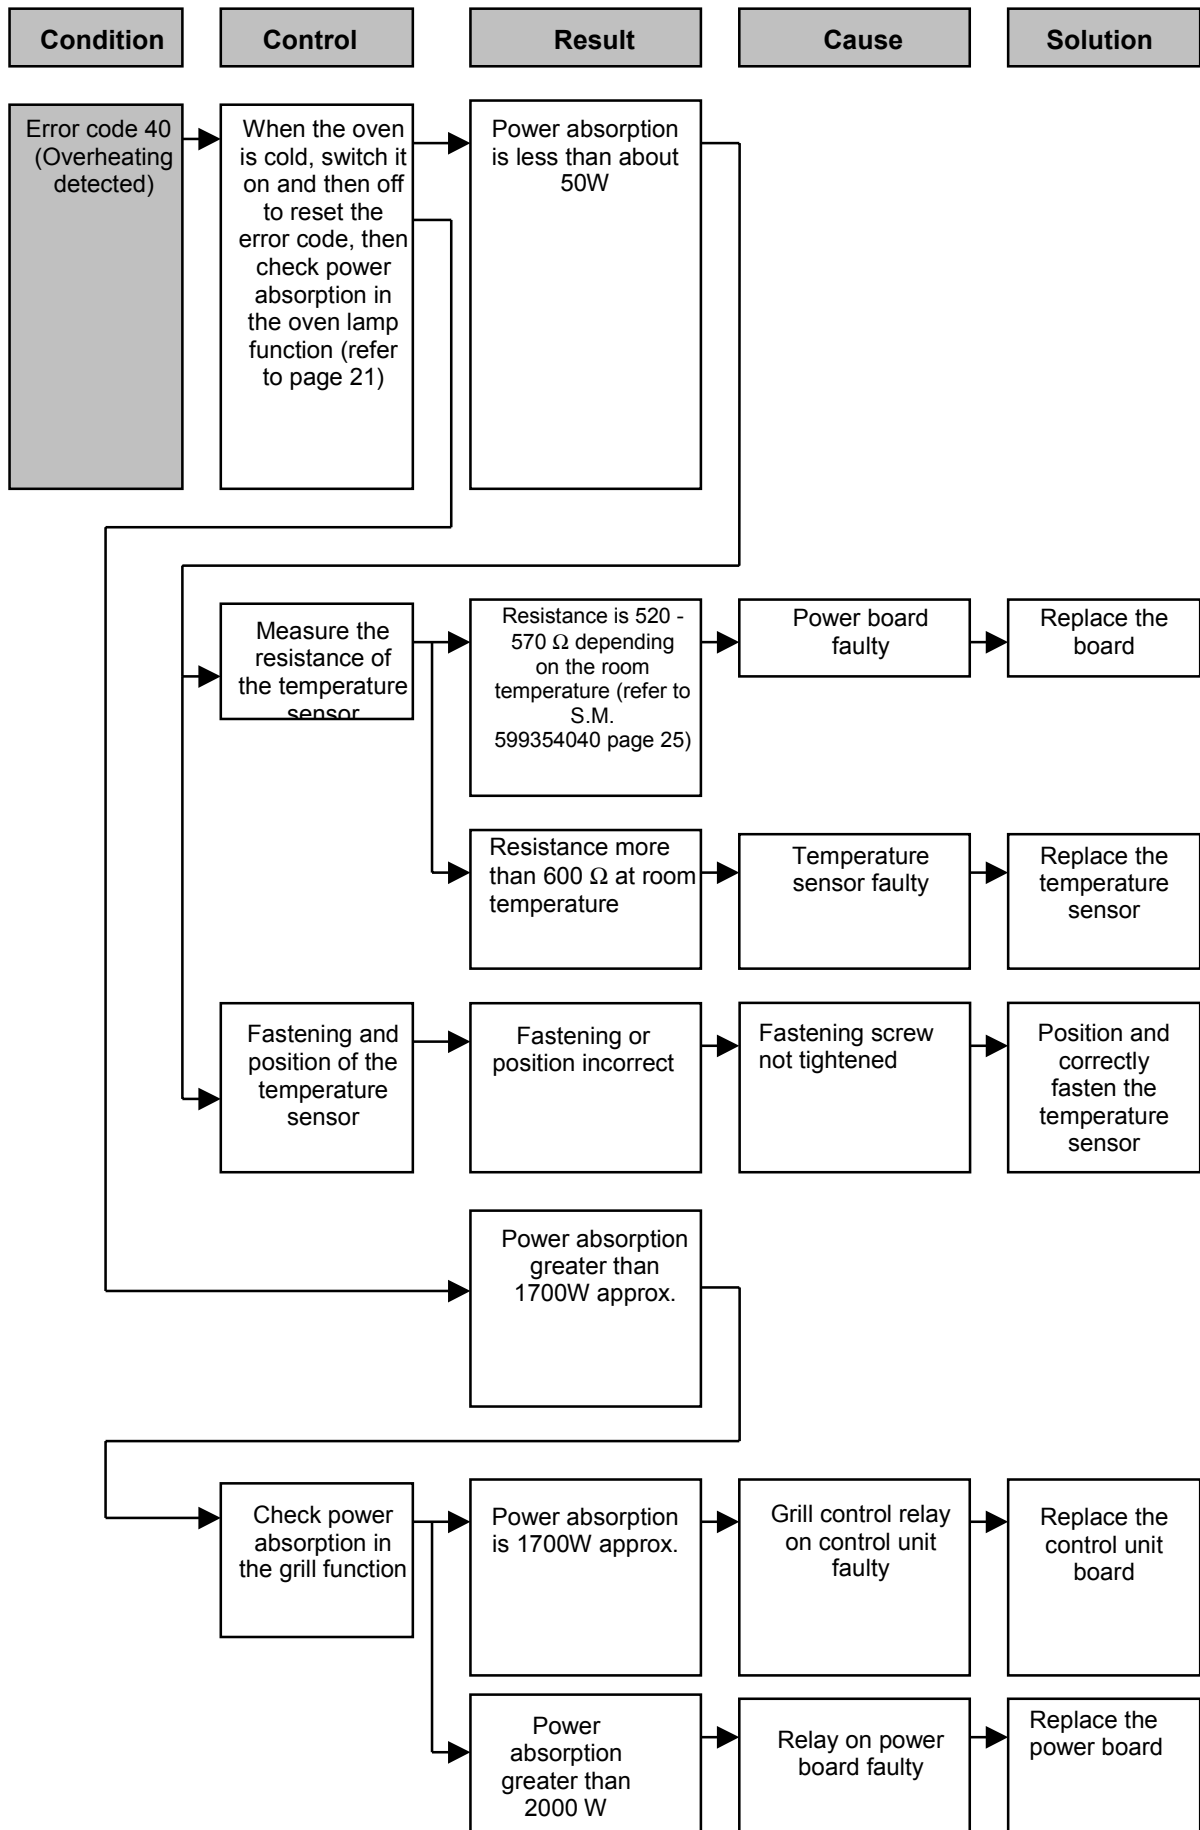 Condition
Control
Result
Cause
Solution
Error code 40
(Overheating
detected)
When the oven
is cold, switch it
on and then off
to reset the
error code, then
check power
absorption in
the oven lamp
function (refer
to page 21)
Power absorption
is less than about
50W
Measure the
resistance of
the temperature
sensor
Resistance is 520 -
570 Ω depending
on the room
temperature (refer to
S.M.
599354040 page 25)
Power board
faulty
Replace the
board
Resistance more
than 600 Ω at room
temperature
Temperature
sensor faulty
Replace the
temperature
sensor
Fastening and
position of the
temperature
sensor
Fastening or
position incorrect
Fastening screw
not tightened
Position and
correctly
fasten the
temperature
sensor
Power absorption
greater than
1700W approx.
Check power
absorption in
the grill function
Power absorption
is 1700W approx.
Grill control relay
on control unit
faulty
Replace the
control unit
board
Power
absorption
greater than
2000 W
Relay on power
board faulty
Replace the
power board